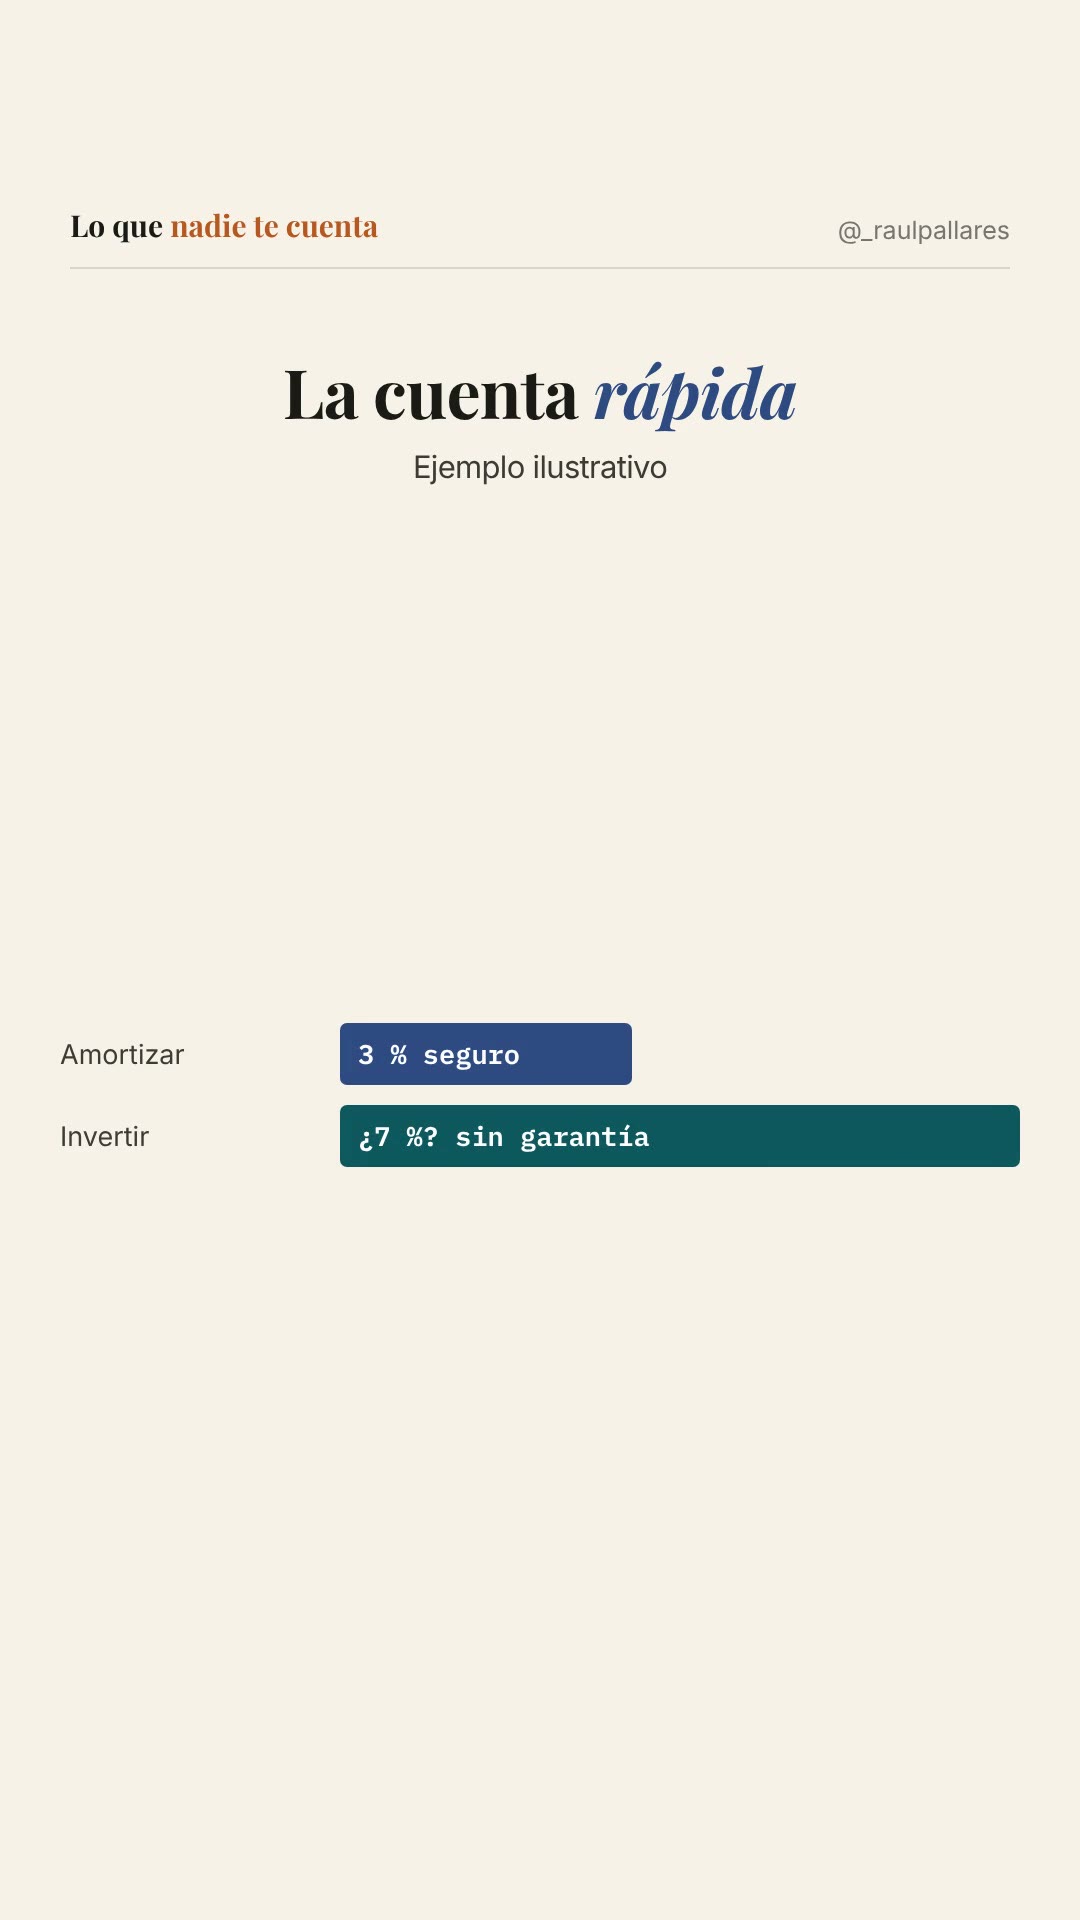 Lo que nadie te cuenta
@_raulpallares
La cuenta rápida
Ejemplo ilustrativo
Amortizar
3 % seguro
Invertir
¿7 %? sin garantía